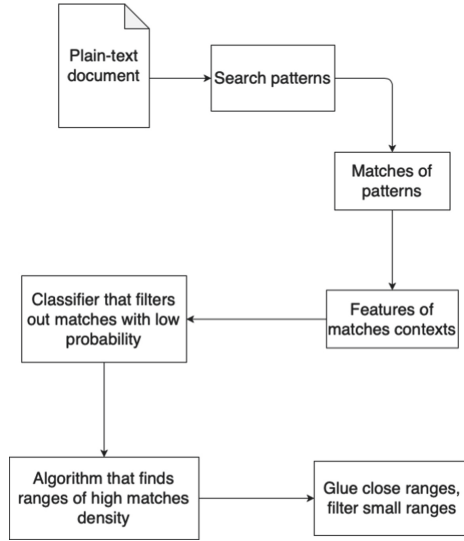 Plain-text
document
Search patterns
Matches of
patterns
Features of
matches contexts
Classifier that filters
out matches with low
probability
Algorithm that finds
ranges of high matches
density
Glue close ranges,
filter small ranges